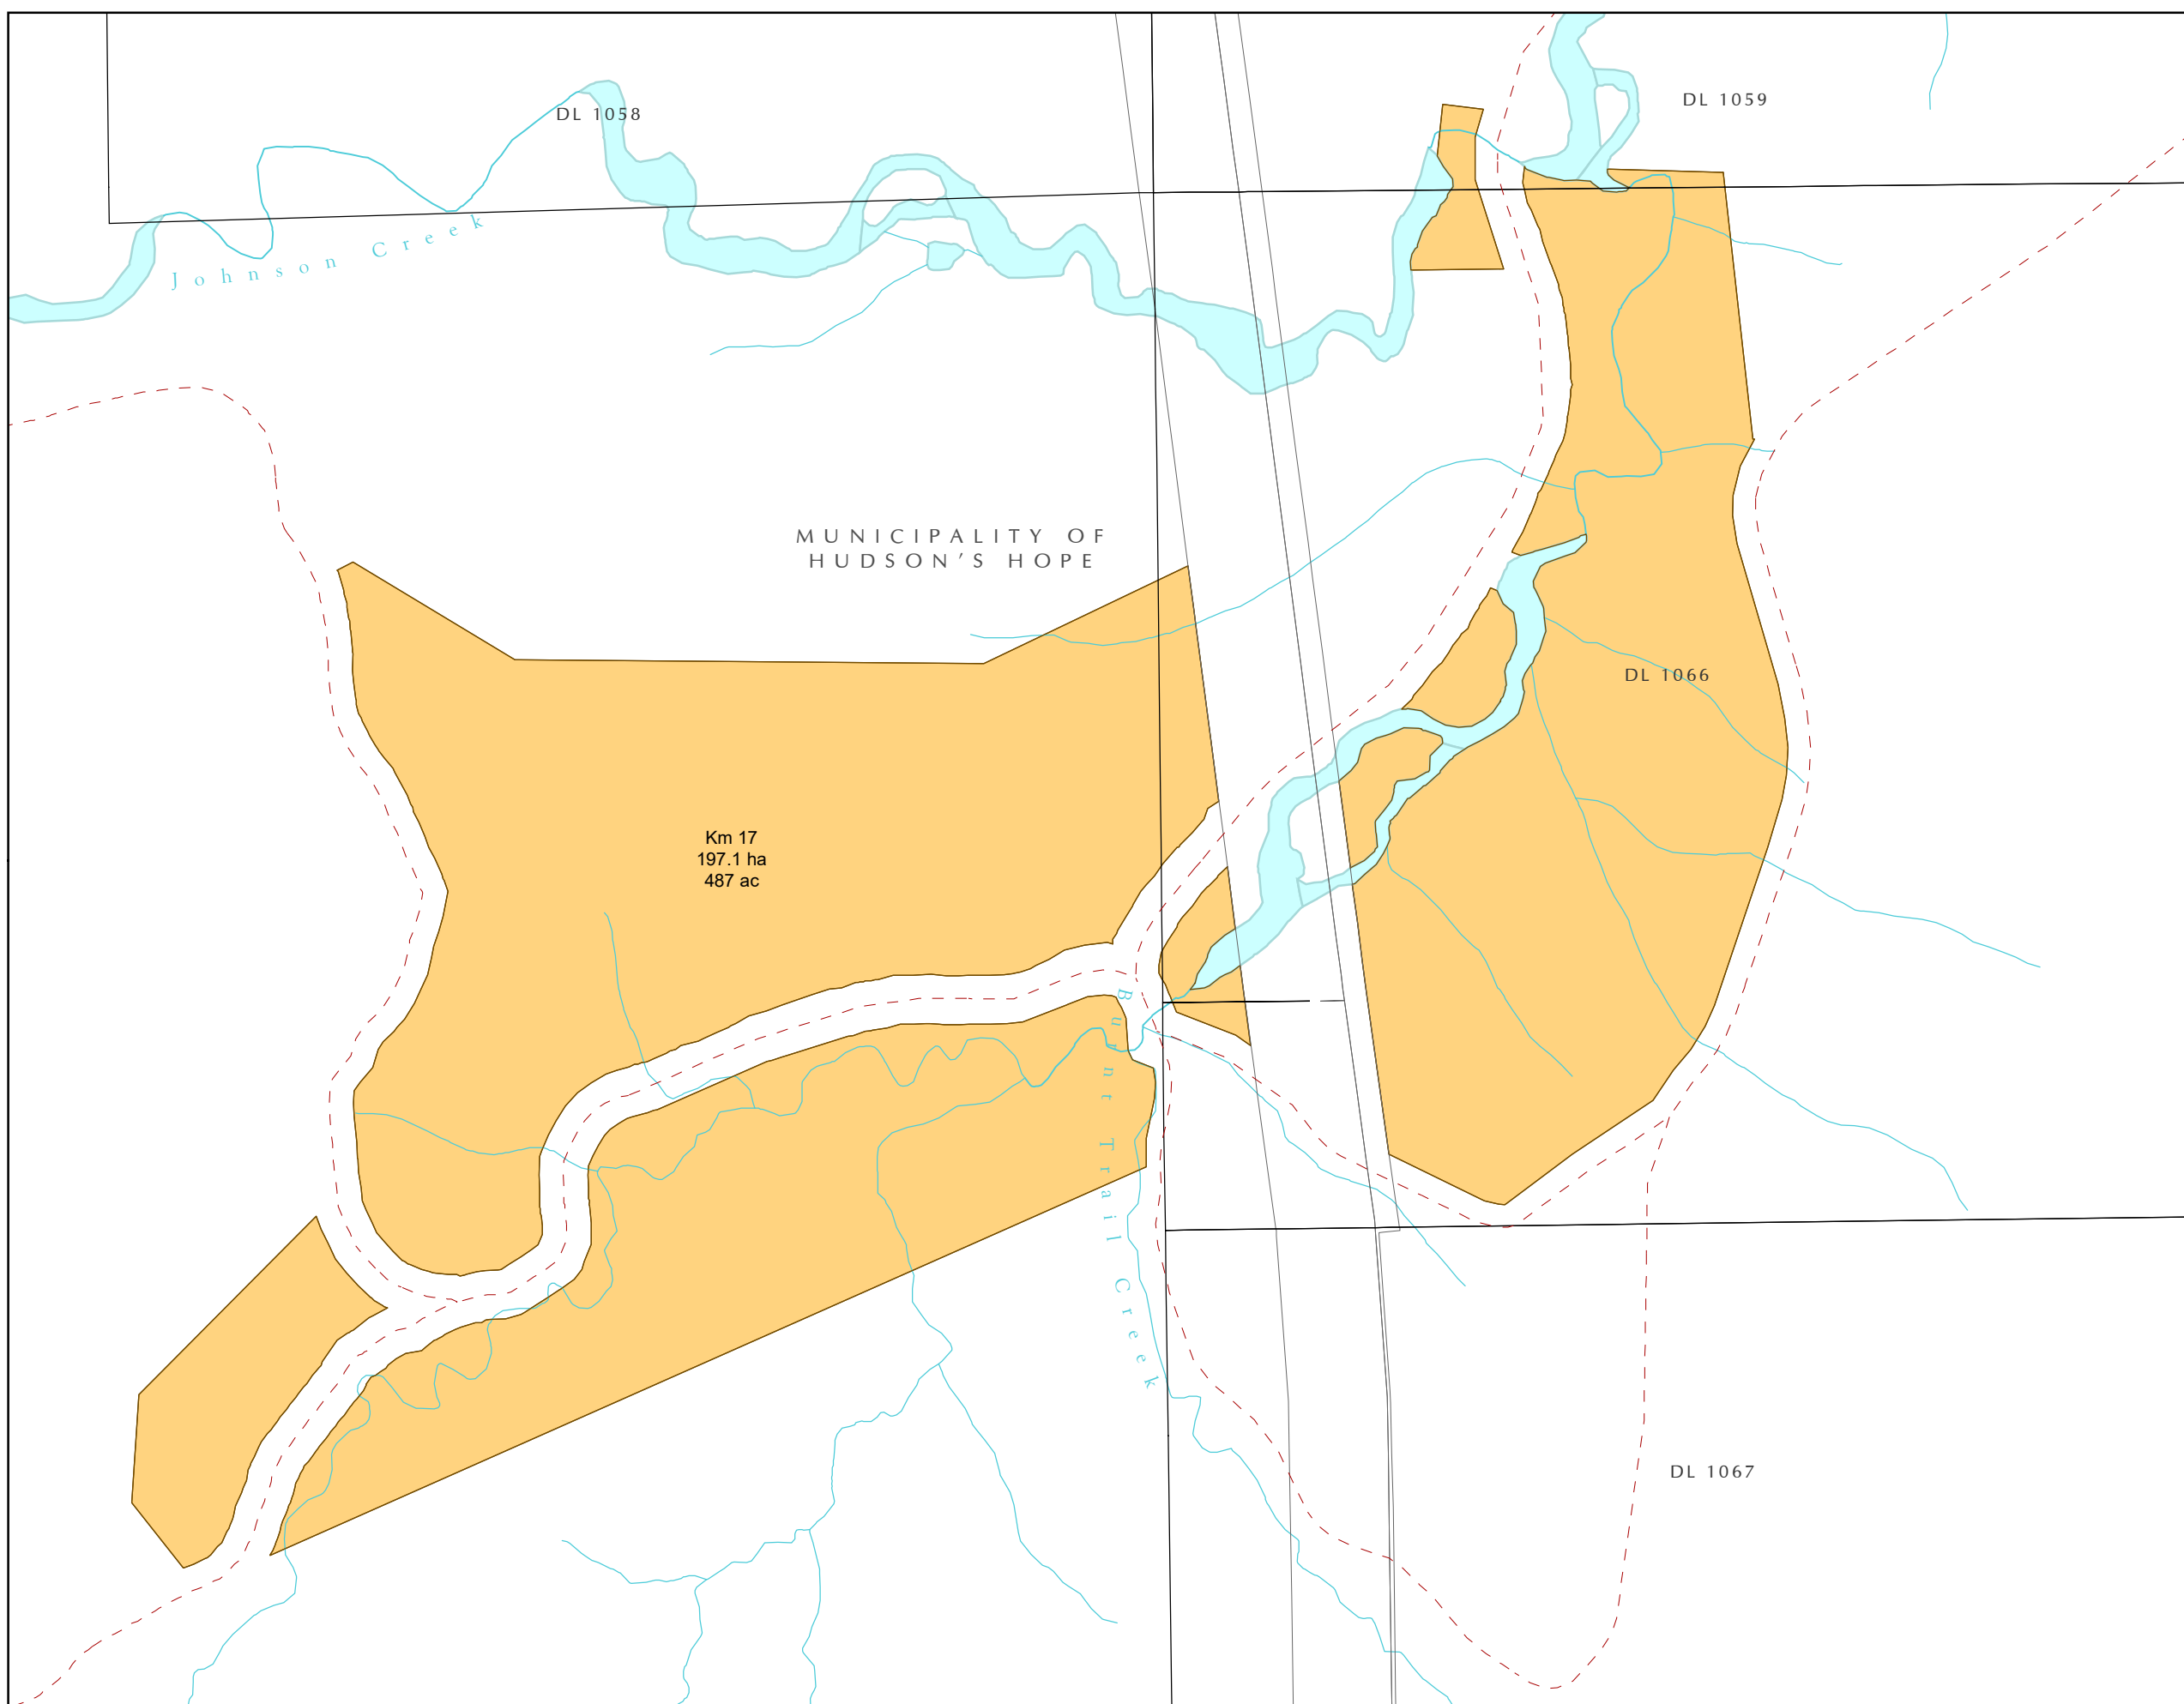 DL 1059
DL 1058
Johnson Creek
MUNICIPALITY OF
HUDSON'S HOPE
DL 1066
Km 17
197.1 ha
487 ac
Burnt Trail Creek
DL 1067